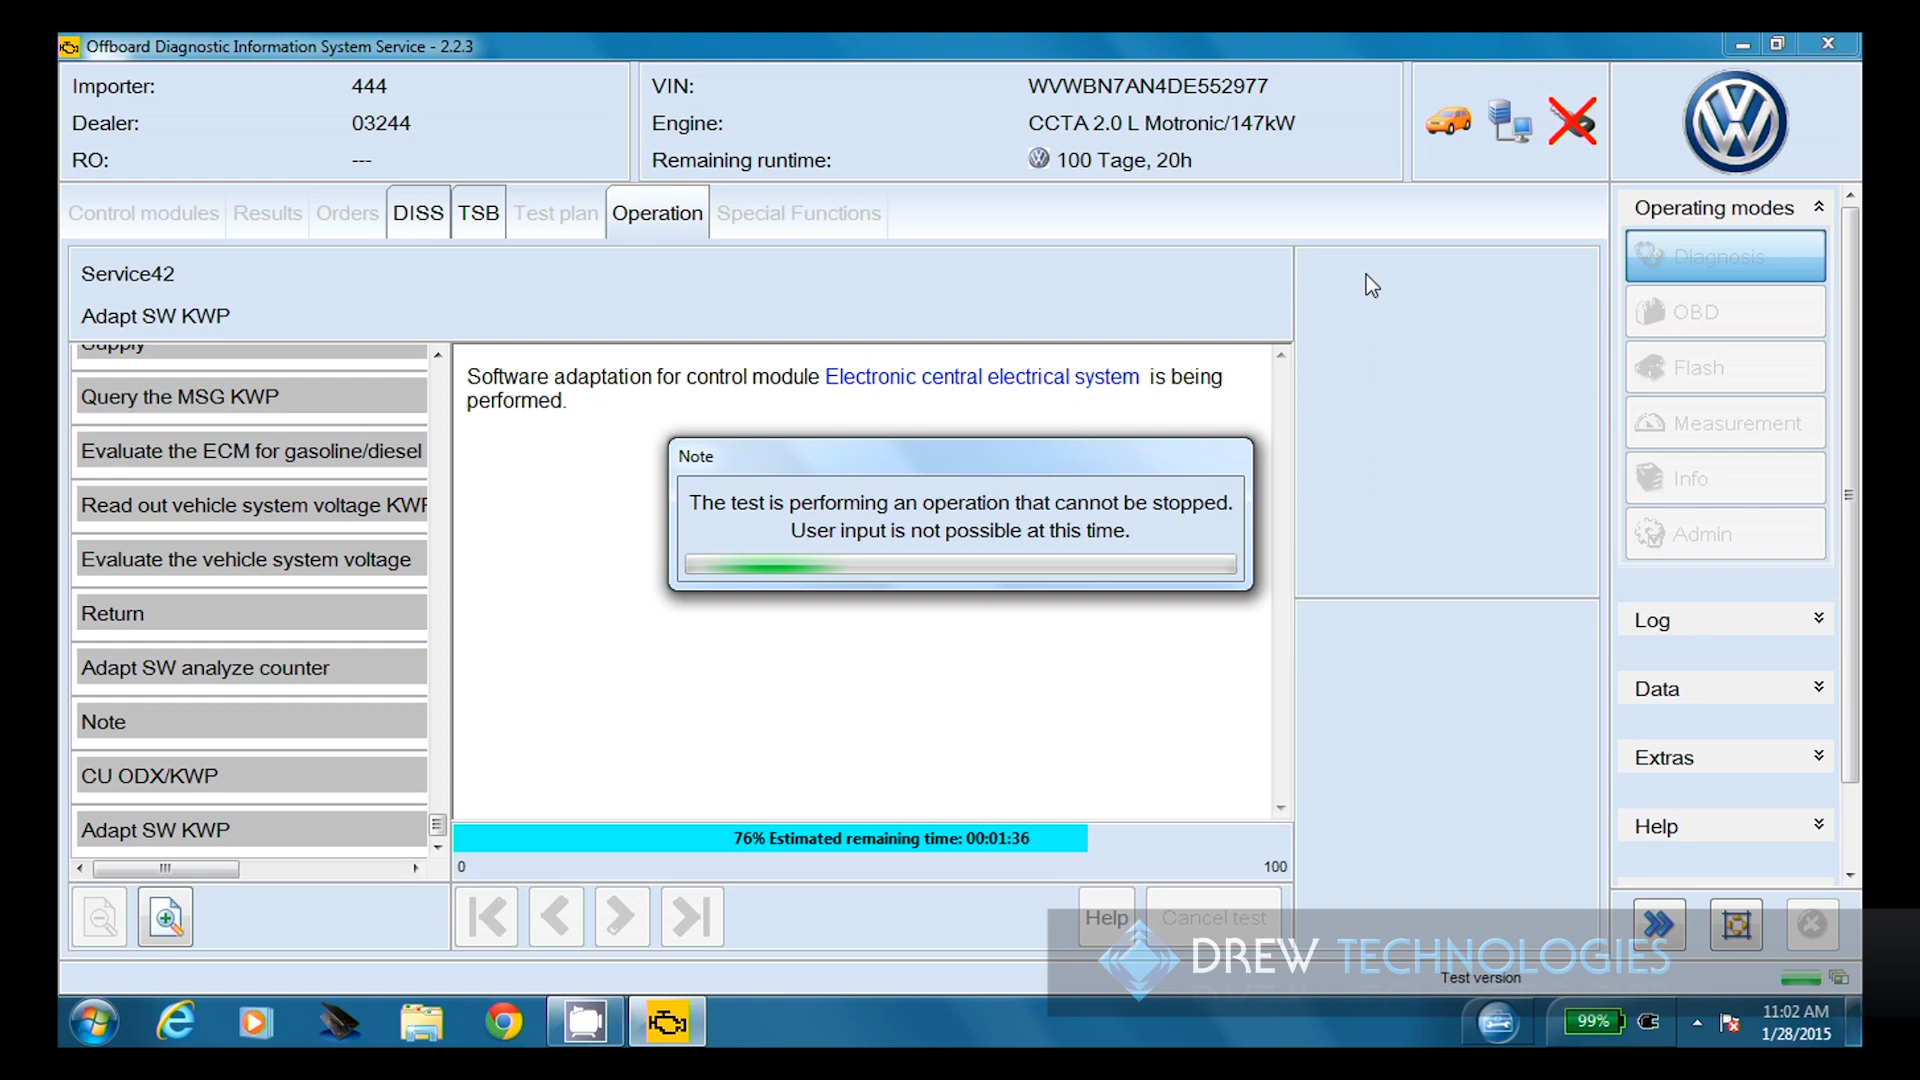 Offboard Diagnostic Information System Service - 2.2.3
Importer: 444
Dealer: 03244
RO: ---
VIN: WVWBN7AN4DE552977
Engine: CCTA 2.0 L Motronic/147kW
Remaining runtime: 100 Tage, 20h
Control modules Results Orders DISS TSB Test plan Operation Special Functions
Service42
Adapt SW KWP
Supply
Query the MSG KWP
Evaluate the ECM for gasoline/diesel
Read out vehicle system voltage KWP
Evaluate the vehicle system voltage
Return
Adapt SW analyze counter
Note
CU ODX/KWP
Adapt SW KWP
Software adaptation for control module Electronic central electrical system is being
performed.
Note
The test is performing an operation that cannot be stopped.
User input is not possible at this time.
76% Estimated remaining time: 00:01:36
0 100
Help Cancel test
Operating modes
Diagnosis
OBD
Flash
Measurement
Info
Admin
Log
Data
Extras
Help
DREW TECHNOLOGIES
Test version
99%
11:02 AM
1/28/2015